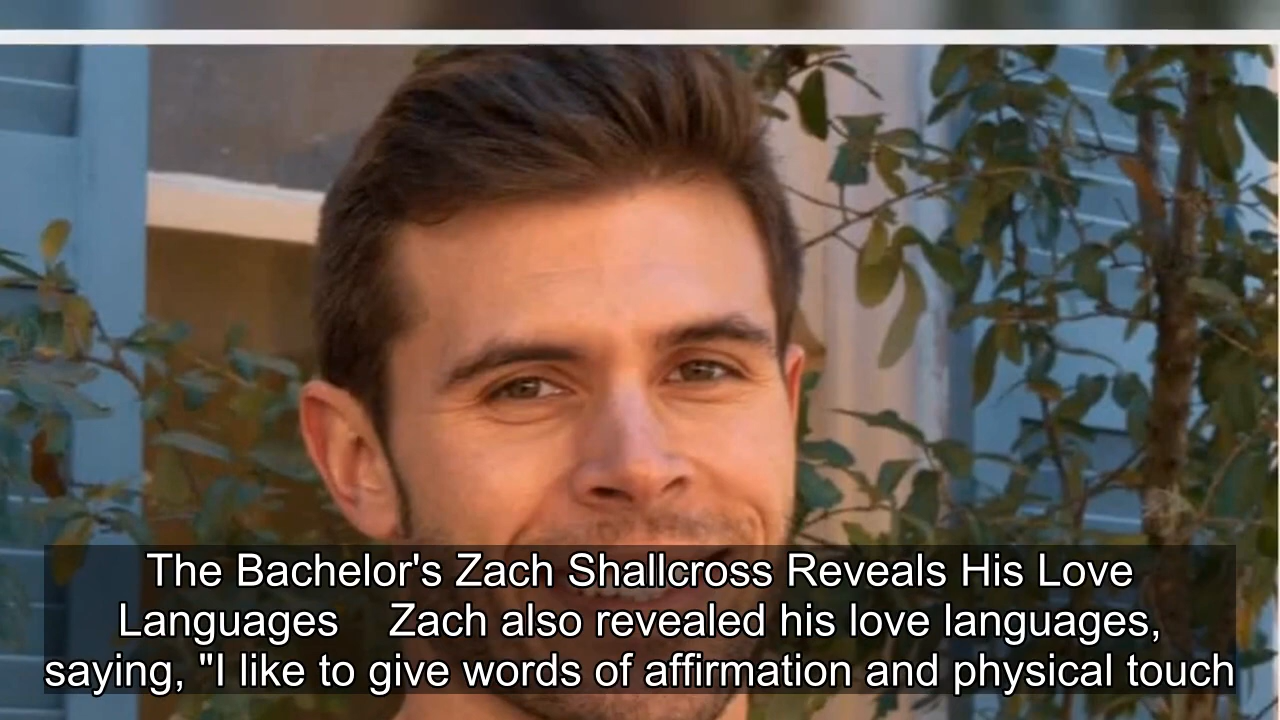 The Bachelor's Zach Shallcross Reveals His Love
Languages    Zach also revealed his love languages,
saying, "I like to give words of affirmation and physical touch